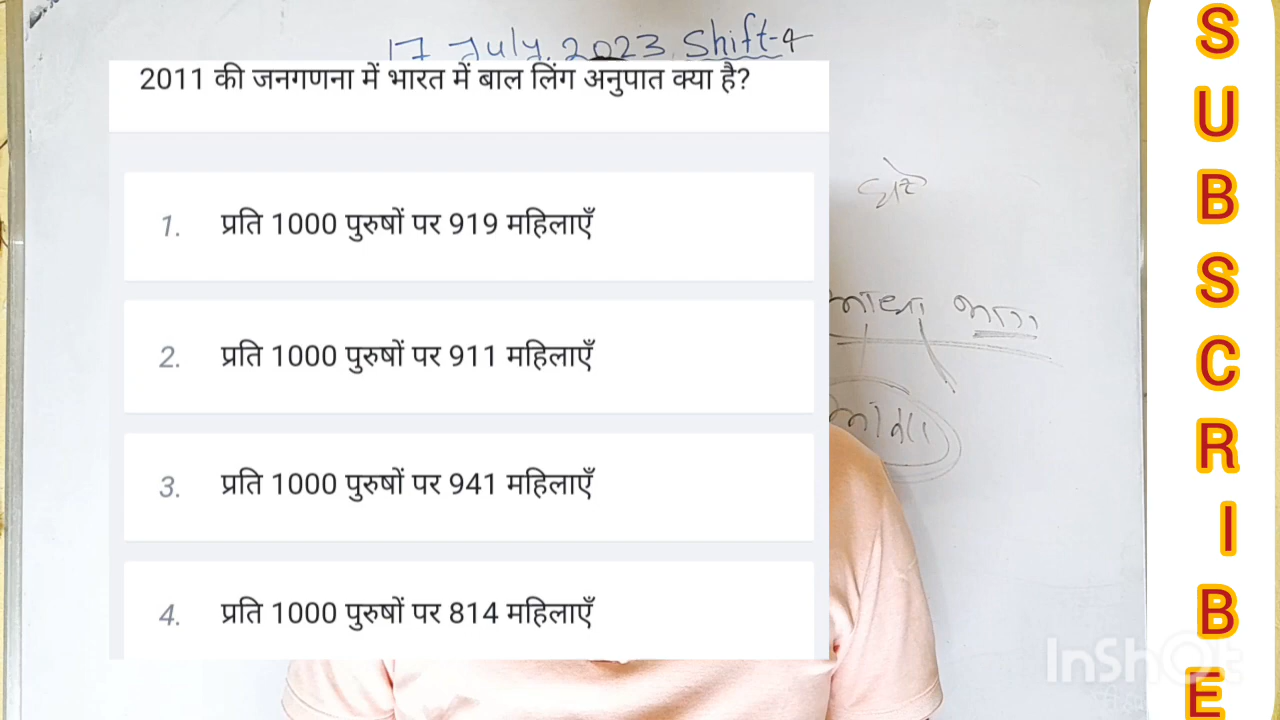 17 July, 2023, Shift-4
2011 की जनगणना में भारत में बाल लिंग अनुपात क्या है?
1. प्रति 1000 पुरुषों पर 919 महिलाएँ
2. प्रति 1000 पुरुषों पर 911 महिलाएँ
3. प्रति 1000 पुरुषों पर 941 महिलाएँ
4. प्रति 1000 पुरुषों पर 814 महिलाएँ
SUBSCRIBE
InShOt